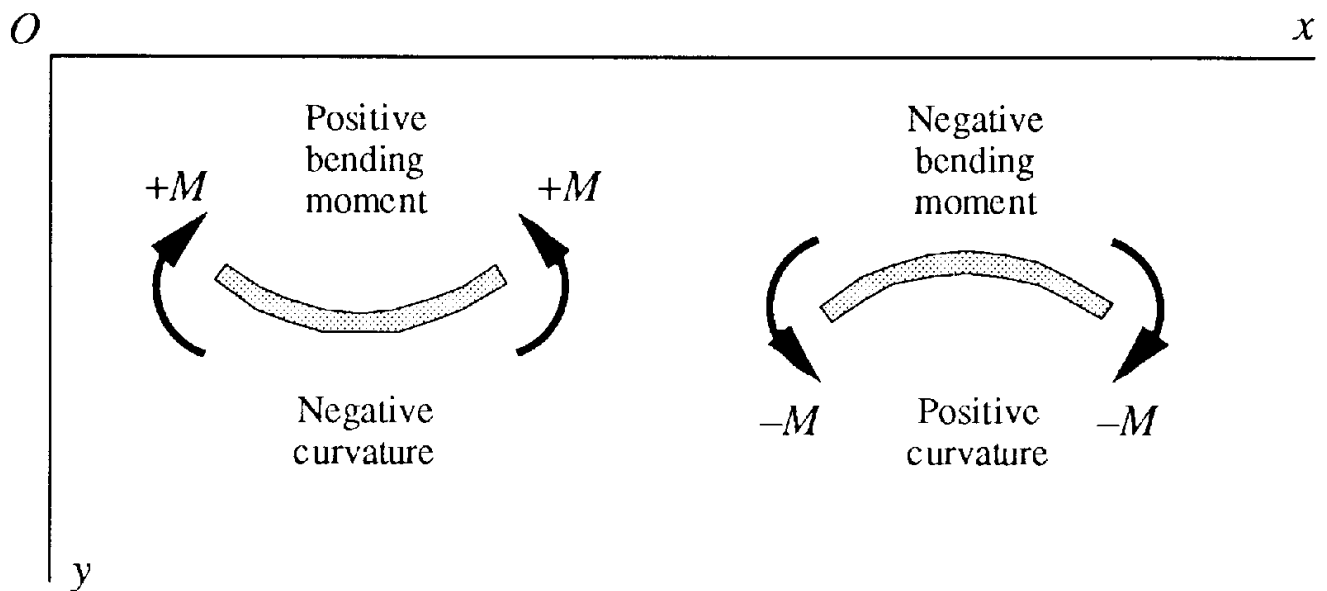 O
x
Positive
bending
moment
+M
+M
Negative
curvature
Negative
bending
moment
–M
–M
Positive
curvature
y